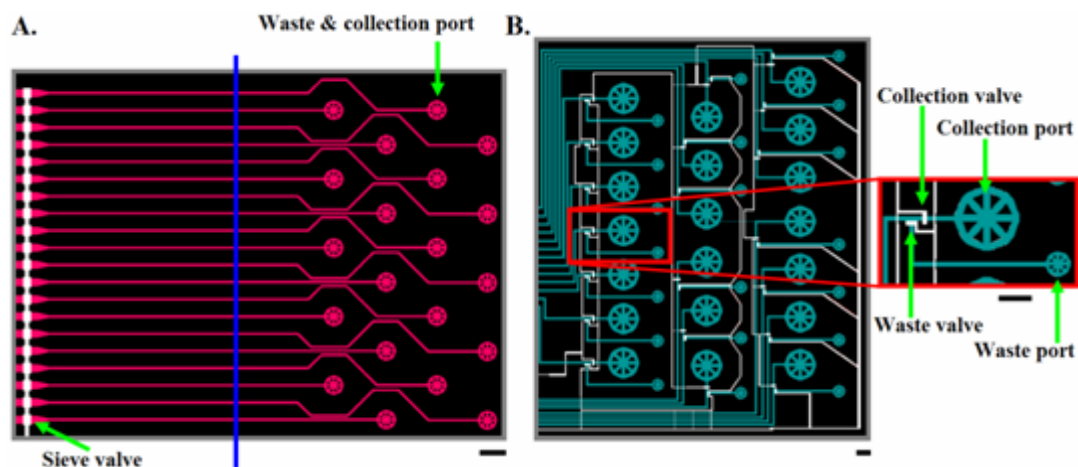 A.
Waste & collection port
Sieve valve
B.
Collection valve
Collection port
Waste valve
Waste port